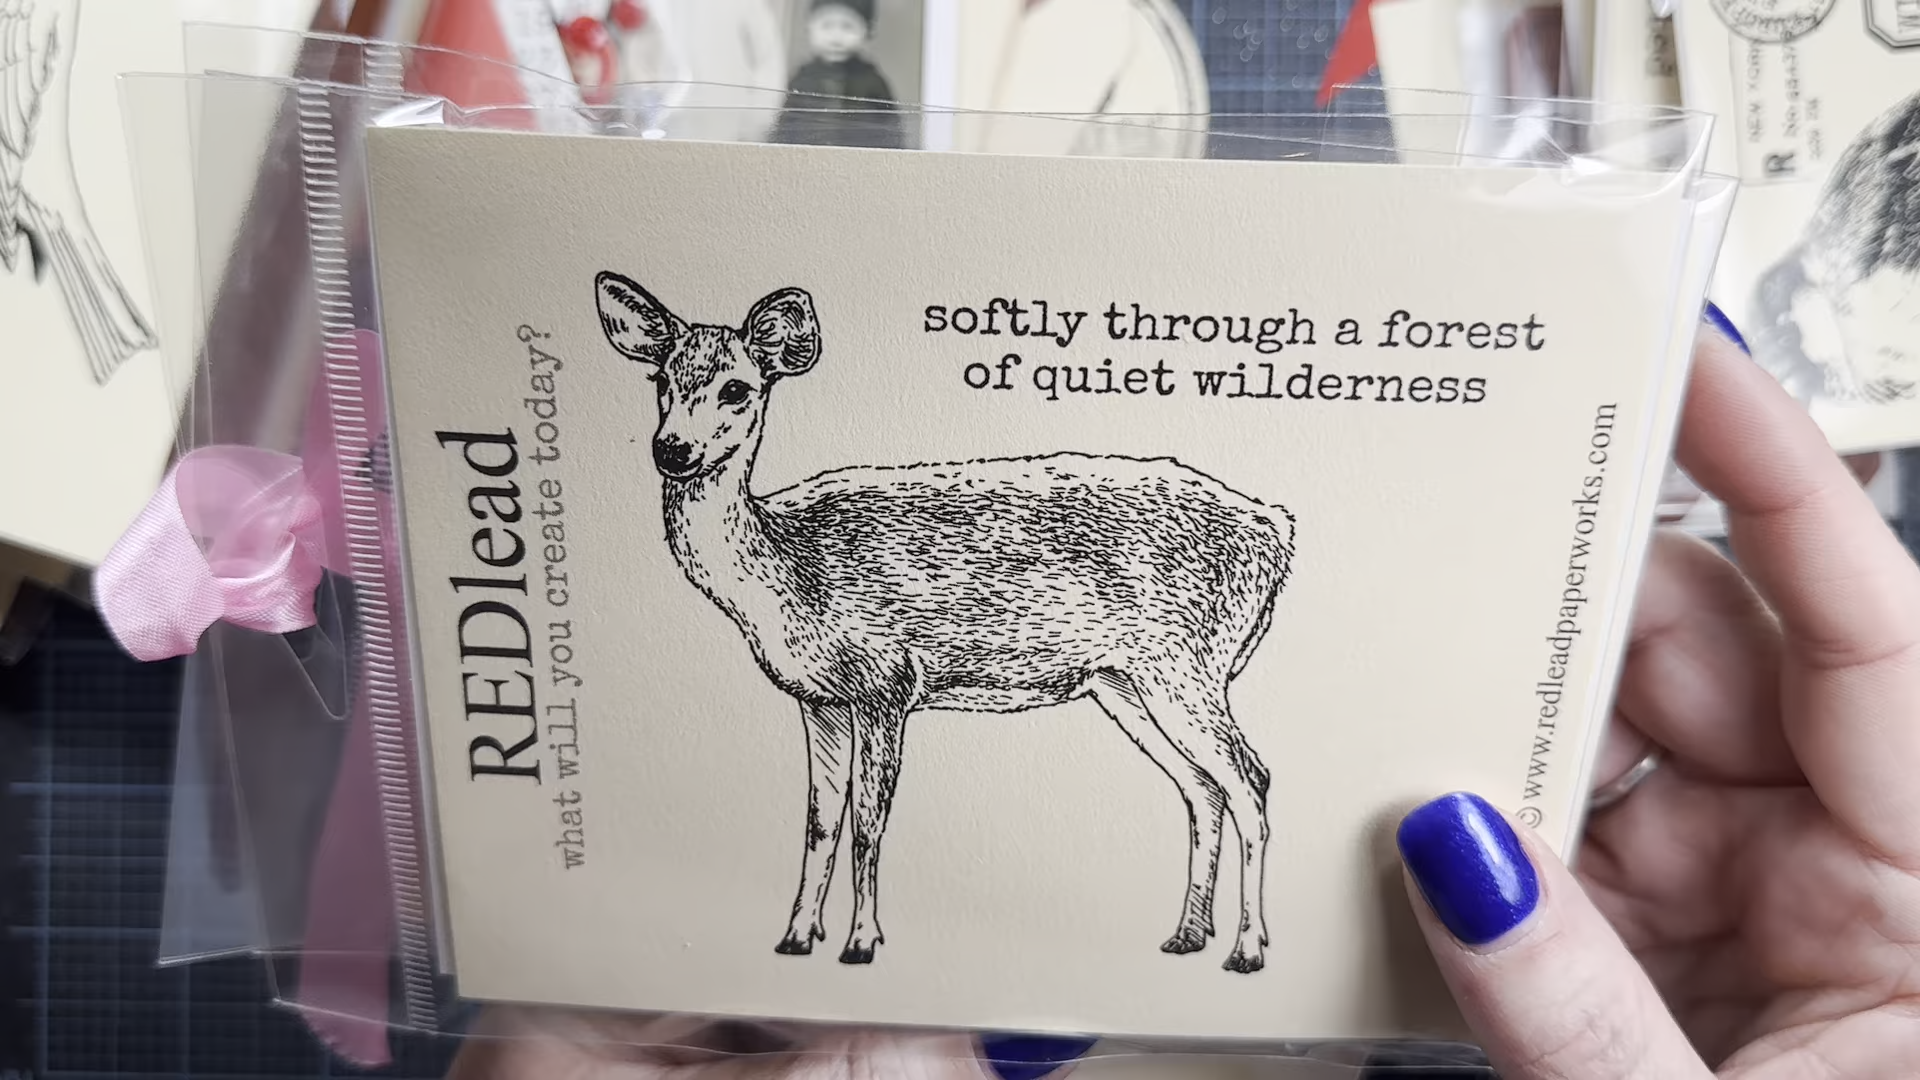 REDlead
what will you create today?
softly through a forest
of quiet wilderness
© www.redleadpaperworks.com